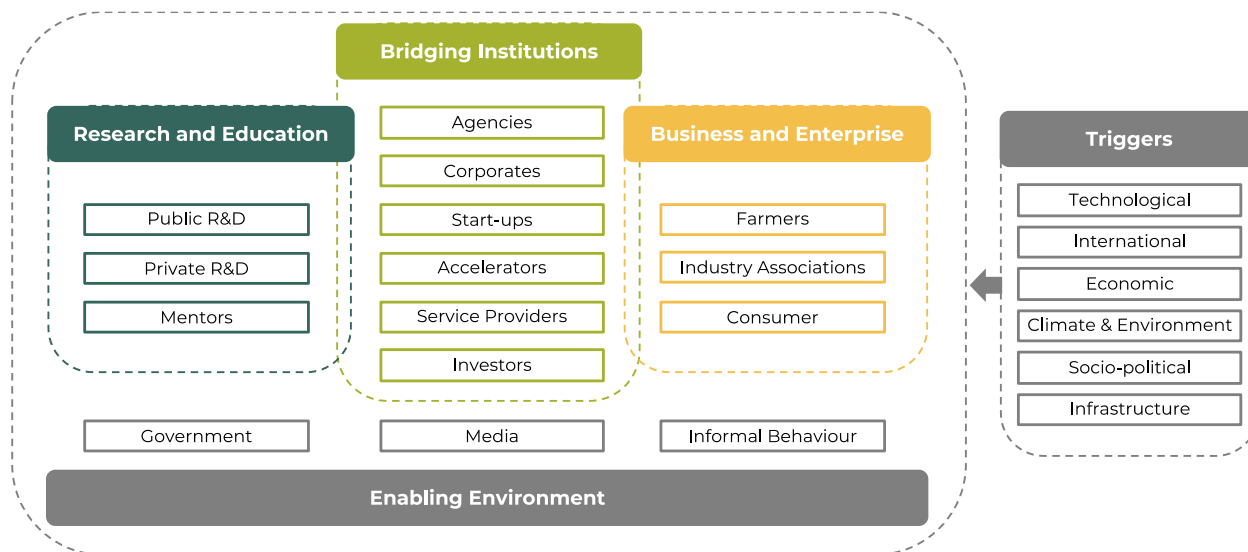 Bridging Institutions
Research and Education
Agencies
Business and Enterprise
Triggers
Corporates
Technological
Public R&D
Start-ups
Farmers
International
Private R&D
Accelerators
Industry Associations
Economic
Mentors
Service Providers
Consumer
Climate & Environment
Investors
Socio-political
Infrastructure
Government
Media
Informal Behaviour
Enabling Environment